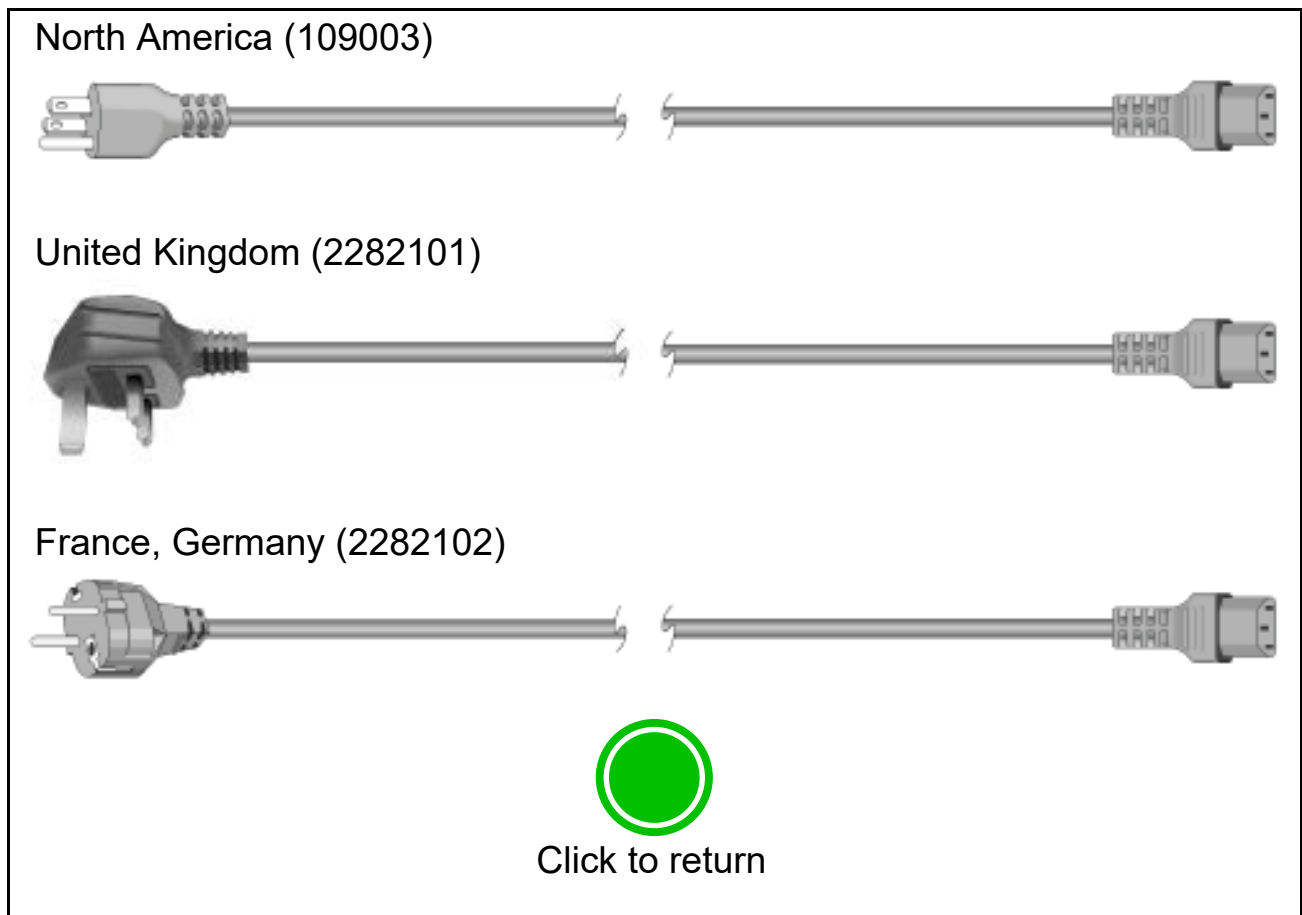 North America (109003)
United Kingdom (2282101)
France, Germany (2282102)
Click to return